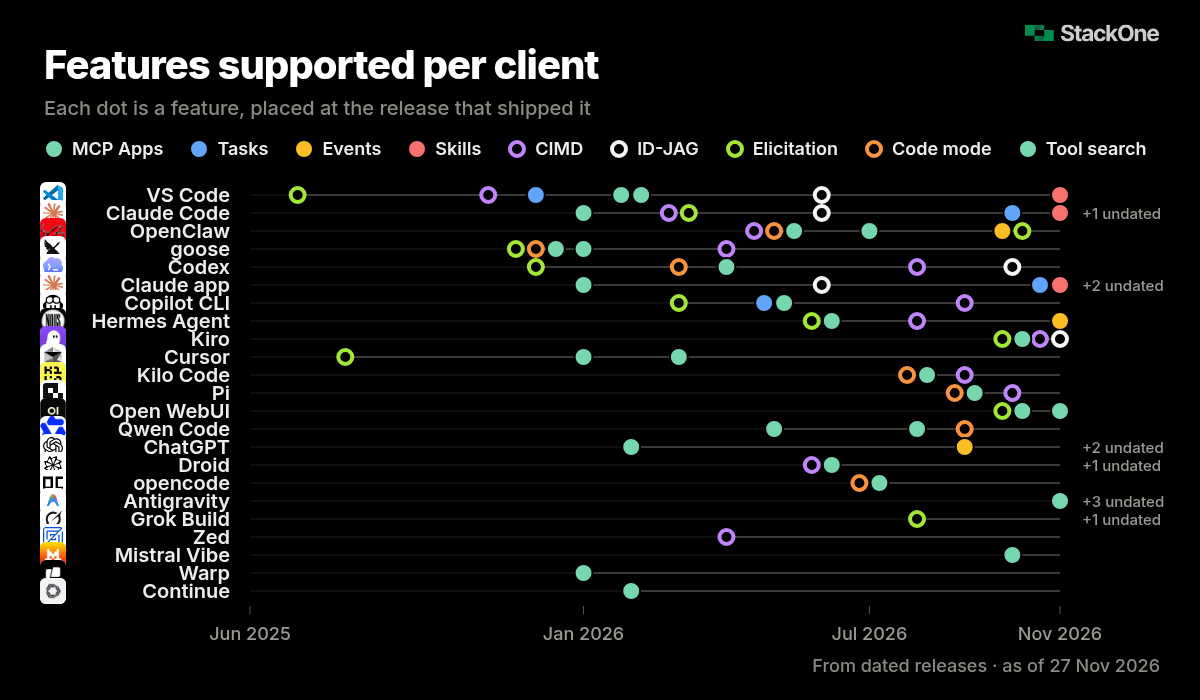 StackOne
Features supported per client
Each dot is a feature, placed at the release that shipped it
MCP Apps Tasks Events Skills CIMD ID-JAG Elicitation Code mode Tool search
VS Code
Claude Code +1 undated
OpenClaw
goose
Codex
Claude app +2 undated
Copilot CLI
Hermes Agent
Kiro
Cursor
Kilo Code
Pi
Open WebUI
Qwen Code
ChatGPT +2 undated
Droid +1 undated
opencode
Antigravity +3 undated
Grok Build +1 undated
Zed
Mistral Vibe
Warp
Continue
Jun 2025 Jan 2026 Jul 2026 Nov 2026
From dated releases · as of 27 Nov 2026